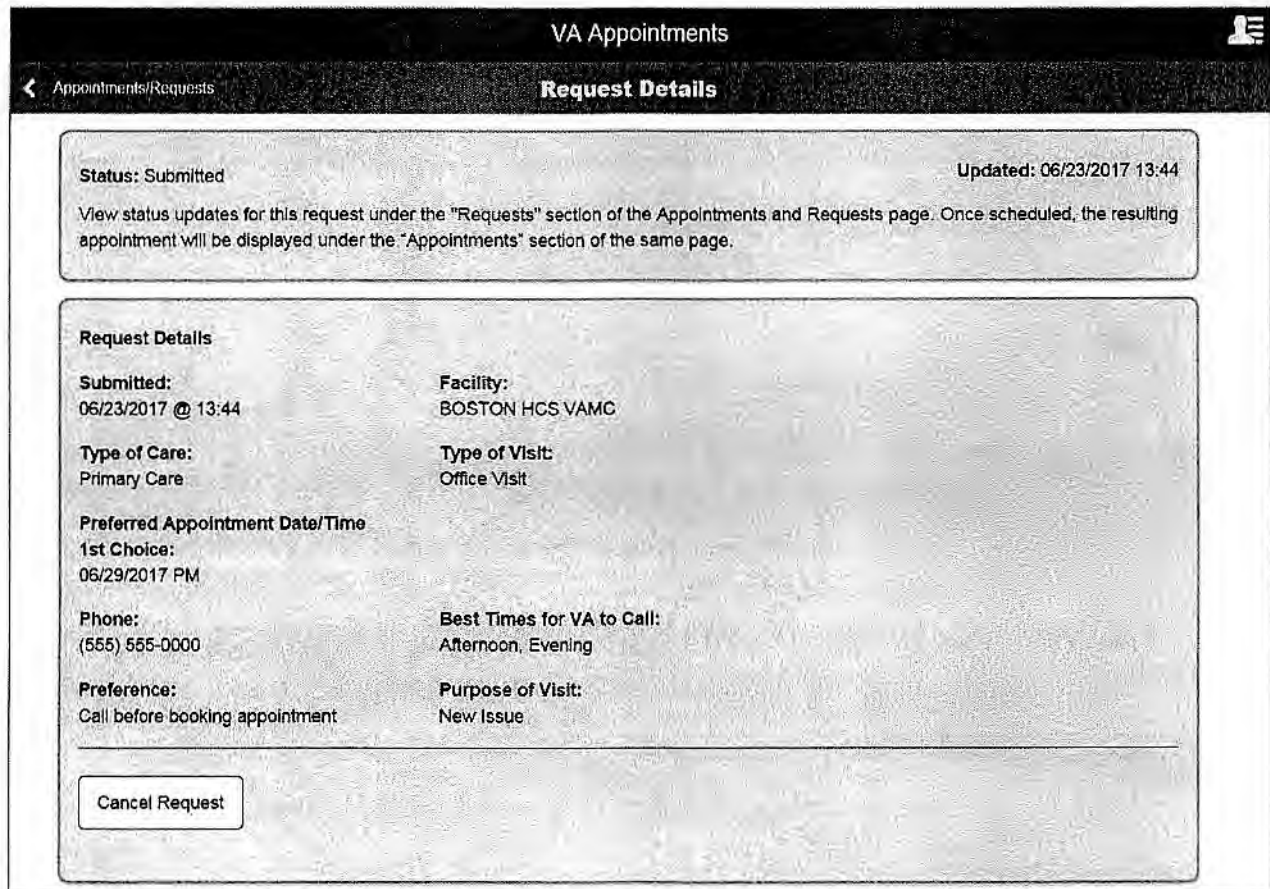 VA Appointments
Appointments/Requests
Request Details
Status: Submitted
Updated: 06/23/2017 13:44
View status updates for this request under the "Requests" section of the Appointments and Requests page. Once scheduled, the resulting
appointment will be displayed under the "Appointments" section of the same page.
Request Details
Submitted:
06/23/2017 @ 13:44
Facility:
BOSTON HCS VAMC
Type of Care:
Primary Care
Type of Visit:
Office Visit
Preferred Appointment Date/Time
1st Choice:
06/29/2017 PM
Phone:
(555) 555-0000
Best Times for VA to Call:
Afternoon, Evening
Preference:
Call before booking appointment
Purpose of Visit:
New Issue
Cancel Request